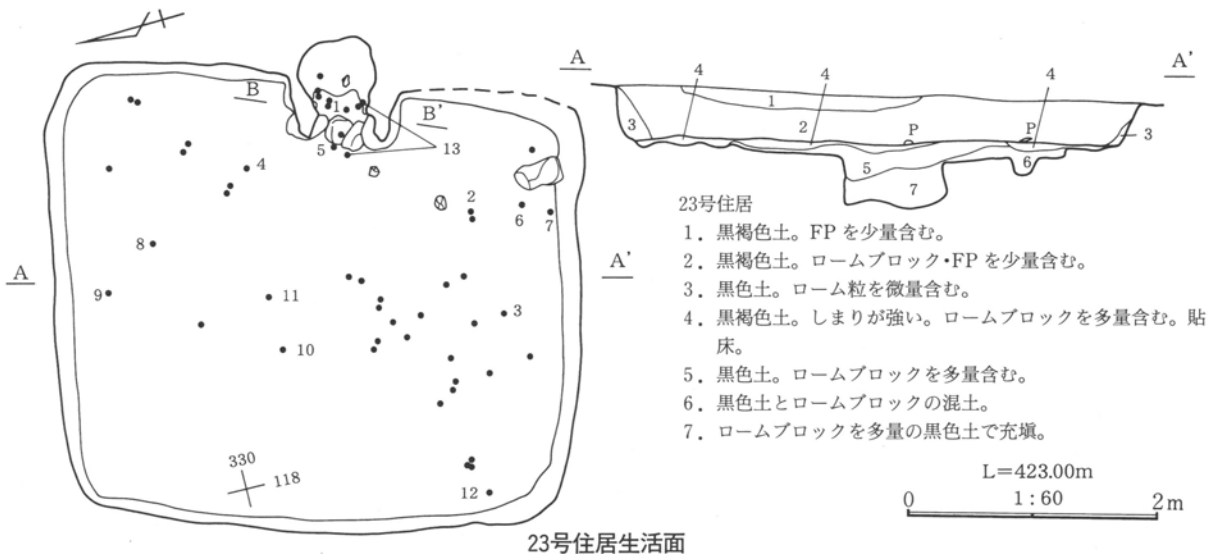 A
A'
4
4
4
1
B
1
3
2
P
P
3
B'
5
13
5
6
4
7
2
6
7
8
A
A'
9
11
3
10
330
118
12
23号住居
1．黒褐色土。FPを少量含む。
2．黒褐色土。ロームブロック・FPを少量含む。
3．黒色土。ローム粒を微量含む。
4．黒褐色土。しまりが強い。ロームブロックを多量含む。貼
床。
5．黒色土。ロームブロックを多量含む。
6．黒色土とロームブロックの混土。
7．ロームブロックを多量の黒色土で充塡。
L=423.00m
0 1:60 2m
23号住居生活面